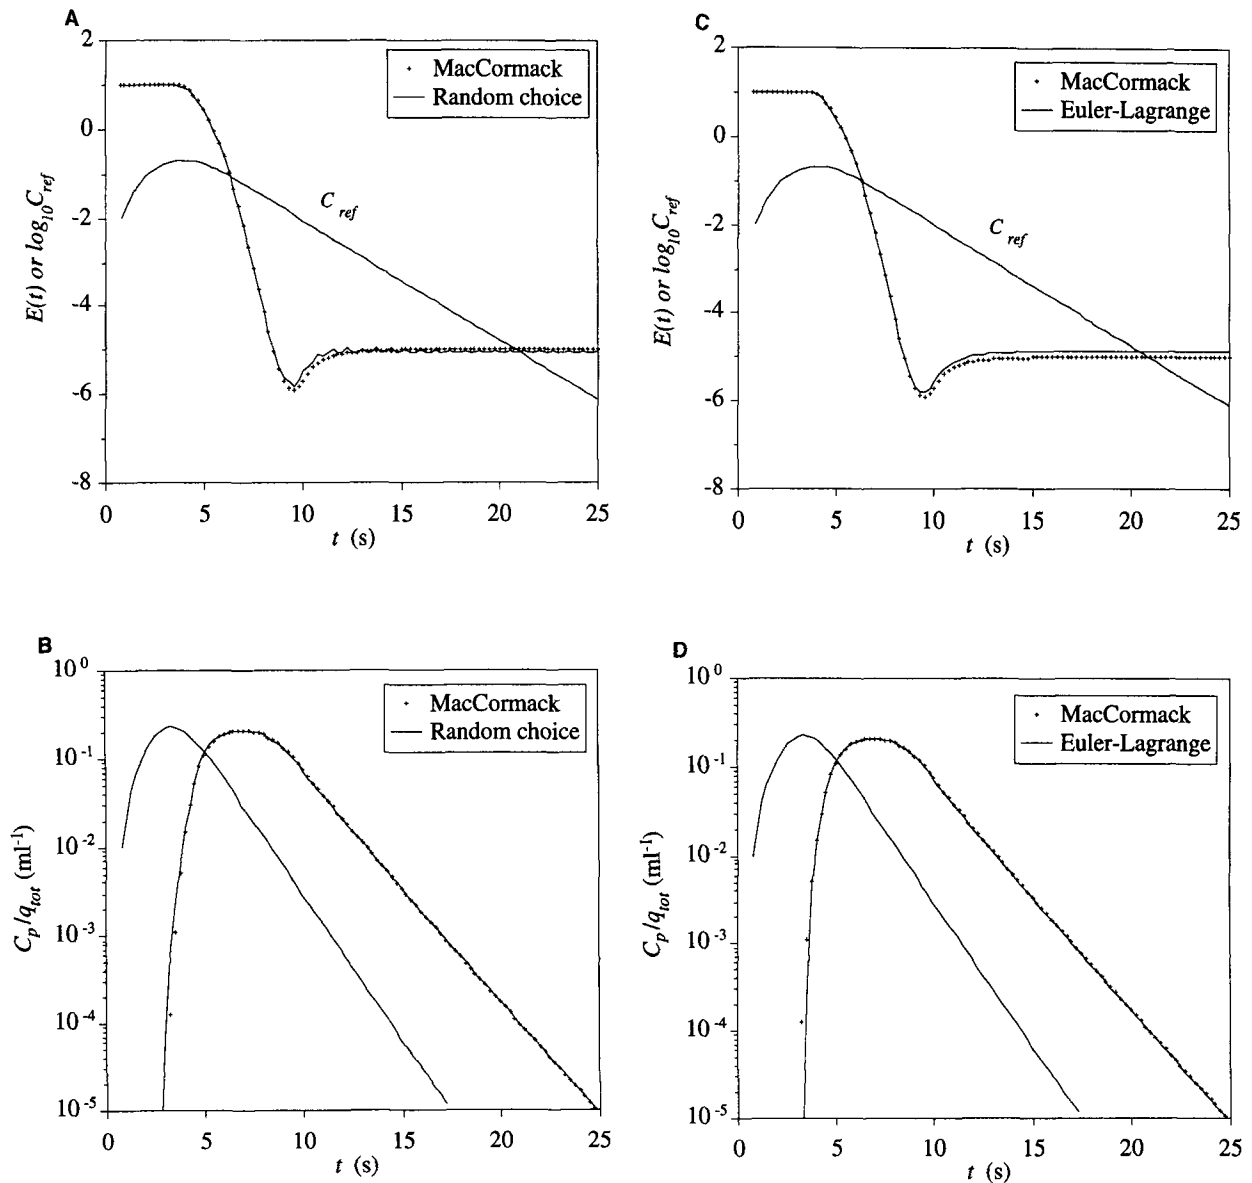 A
2
0
-2
-4
-6
-8
E(t) or log10Cref
MacCormack
Random choice
C ref
0 5 10 15 20 25
t (s)
C
2
0
-2
-4
-6
-8
E(t) or log10Cref
MacCormack
Euler-Lagrange
C ref
0 5 10 15 20 25
t (s)
B
10^0
10^-1
10^-2
10^-3
10^-4
10^-5
Cp/qtot (ml^-1)
MacCormack
Random choice
0 5 10 15 20 25
t (s)
D
10^0
10^-1
10^-2
10^-3
10^-4
10^-5
Cp/qtot (ml^-1)
MacCormack
Euler-Lagrange
0 5 10 15 20 25
t (s)